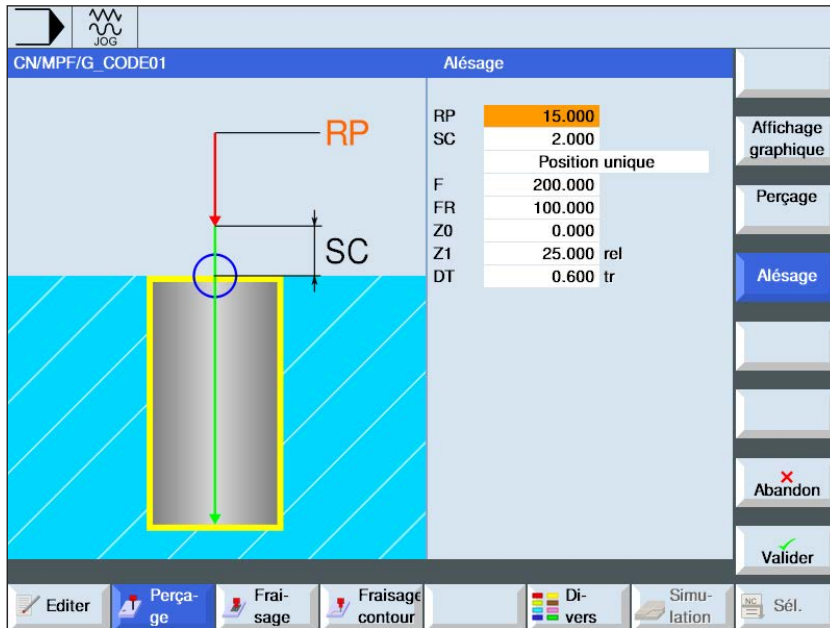 JOG
CN/MPF/G_CODE01
Alésage
RP
SC
RP 15.000
SC 2.000
Position unique
F 200.000
FR 100.000
Z0 0.000
Z1 25.000 rel
DT 0.600 tr
Affichage
graphique
Perçage
Alésage
Abandon
Valider
Editer
Perça-
ge
Frai-
sage
Fraisage
contour
Di-
vers
Simu-
lation
NC
Sél.